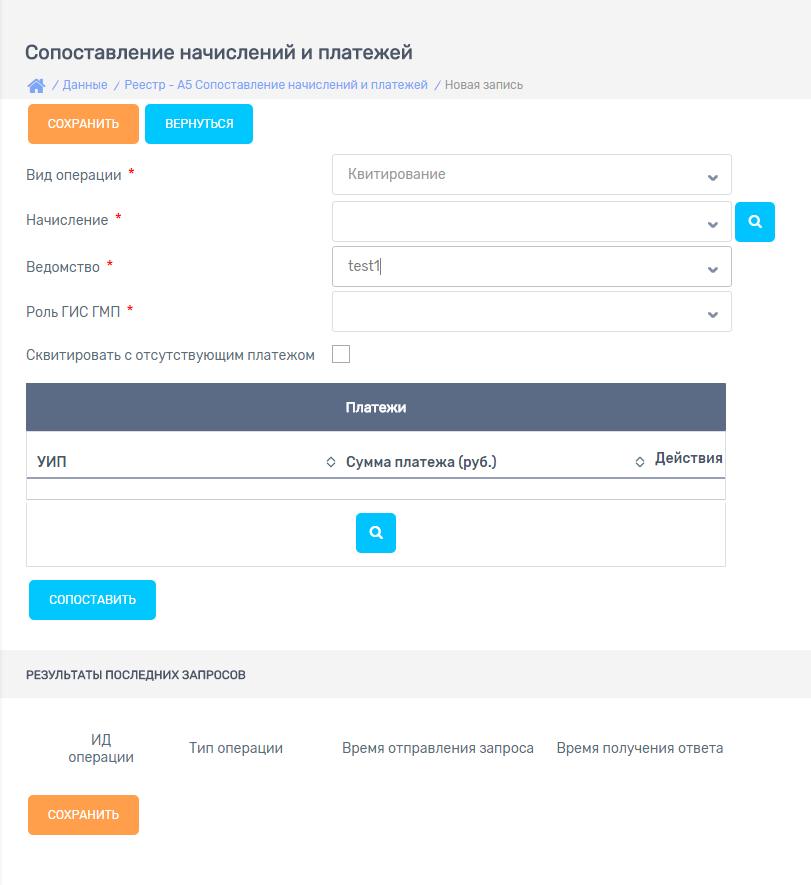 Сопоставление начислений и платежей
/ Данные / Реестр - А5 Сопоставление начислений и платежей / Новая запись
СОХРАНИТЬ ВЕРНУТЬСЯ
Вид операции * Квитирование
Начисление *
Ведомство * test1
Роль ГИС ГМП *
Сквитировать с отсутствующим платежом
Платежи
УИП Сумма платежа (руб.) Действия
СОПОСТАВИТЬ
РЕЗУЛЬТАТЫ ПОСЛЕДНИХ ЗАПРОСОВ
ИД
операции Тип операции Время отправления запроса Время получения ответа
СОХРАНИТЬ